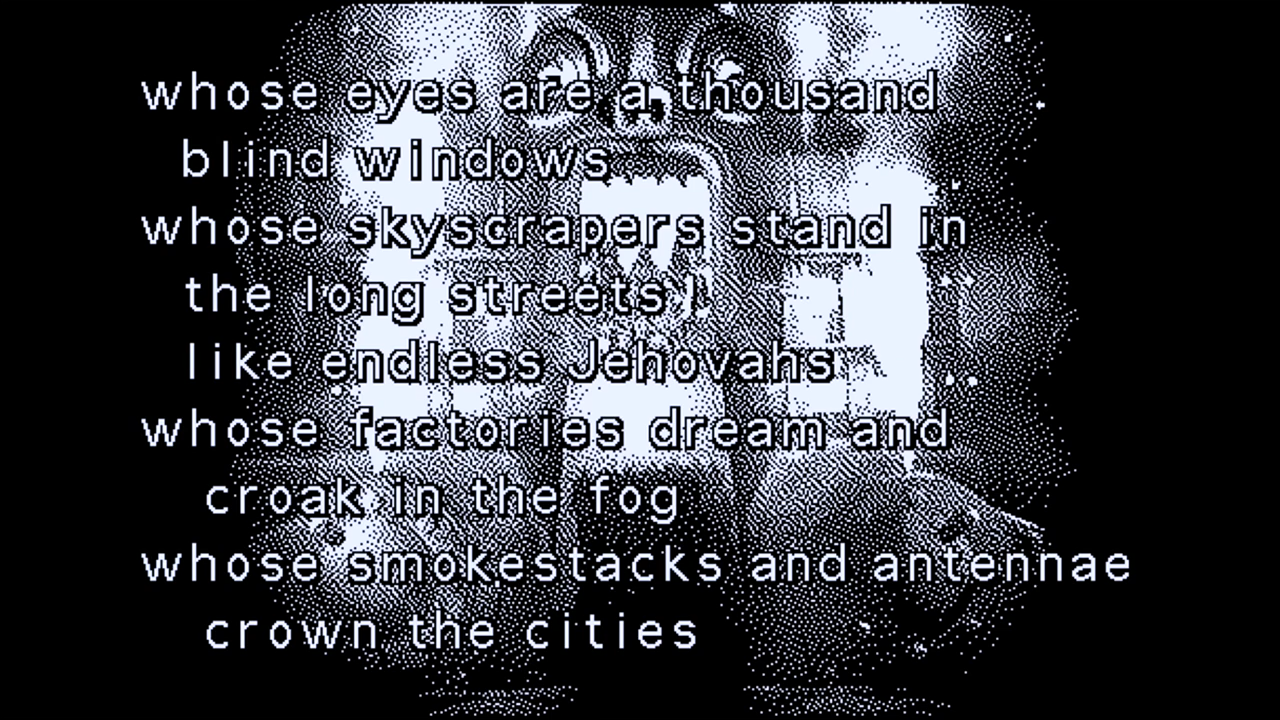 whose eyes are a thousand
blind windows
whose skyscrapers stand in
the long streets
like endless Jehovahs
whose factories dream and
croak in the fog
whose smokestacks and antennae
crown the cities